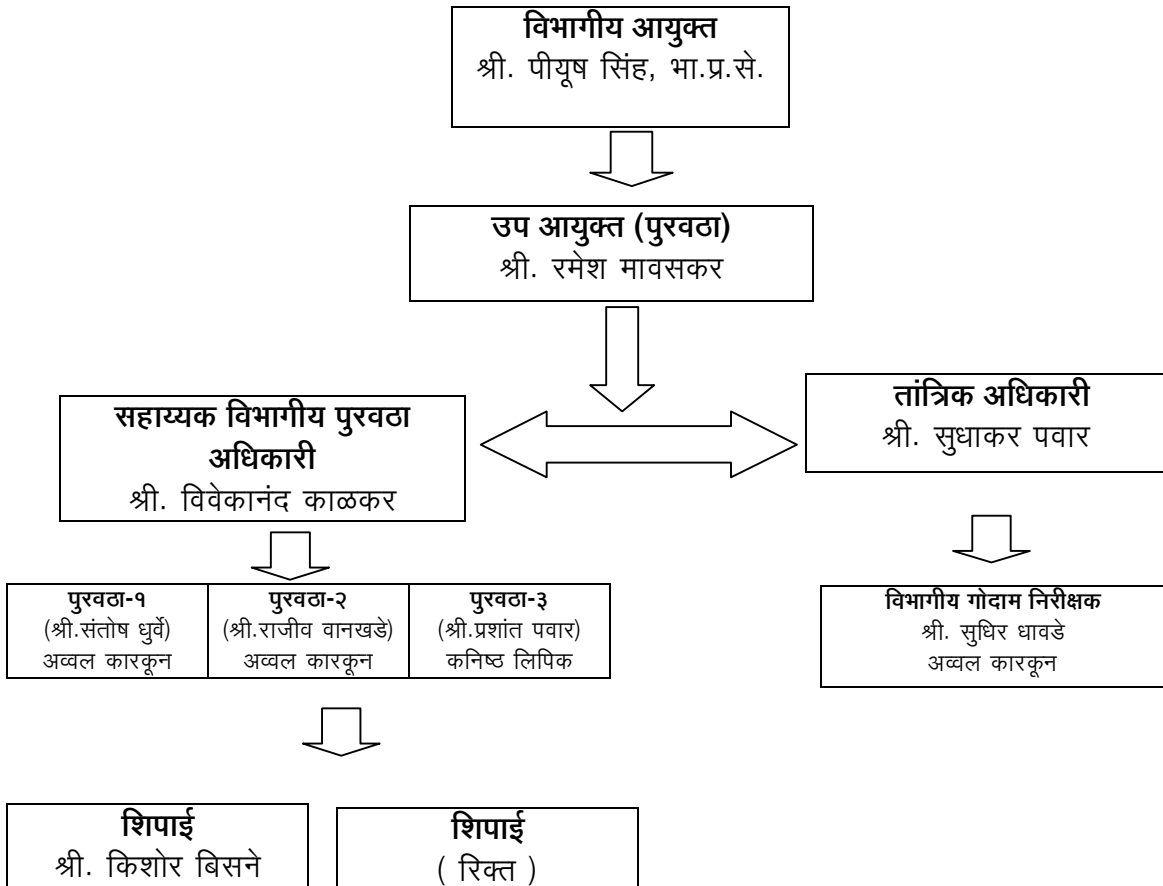 विभागीय आयुक्त
श्री. पीयूष सिंह, भा.प्र.से.
उप आयुक्त (पुरवठा)
श्री. रमेश मावसकर
सहाय्यक विभागीय पुरवठा
अधिकारी
श्री. विवेकानंद काळकर
तांत्रिक अधिकारी
श्री. सुधाकर पवार
पुरवठा-१
(श्री.संतोष धुर्वे)
अव्वल कारकून
पुरवठा-२
(श्री.राजीव वानखडे)
अव्वल कारकून
पुरवठा-३
(श्री.प्रशांत पवार)
कनिष्ठ लिपिक
विभागीय गोदाम निरीक्षक
श्री. सुधिर धावडे
अव्वल कारकून
शिपाई
श्री. किशोर बिसने
शिपाई
( रिक्त )